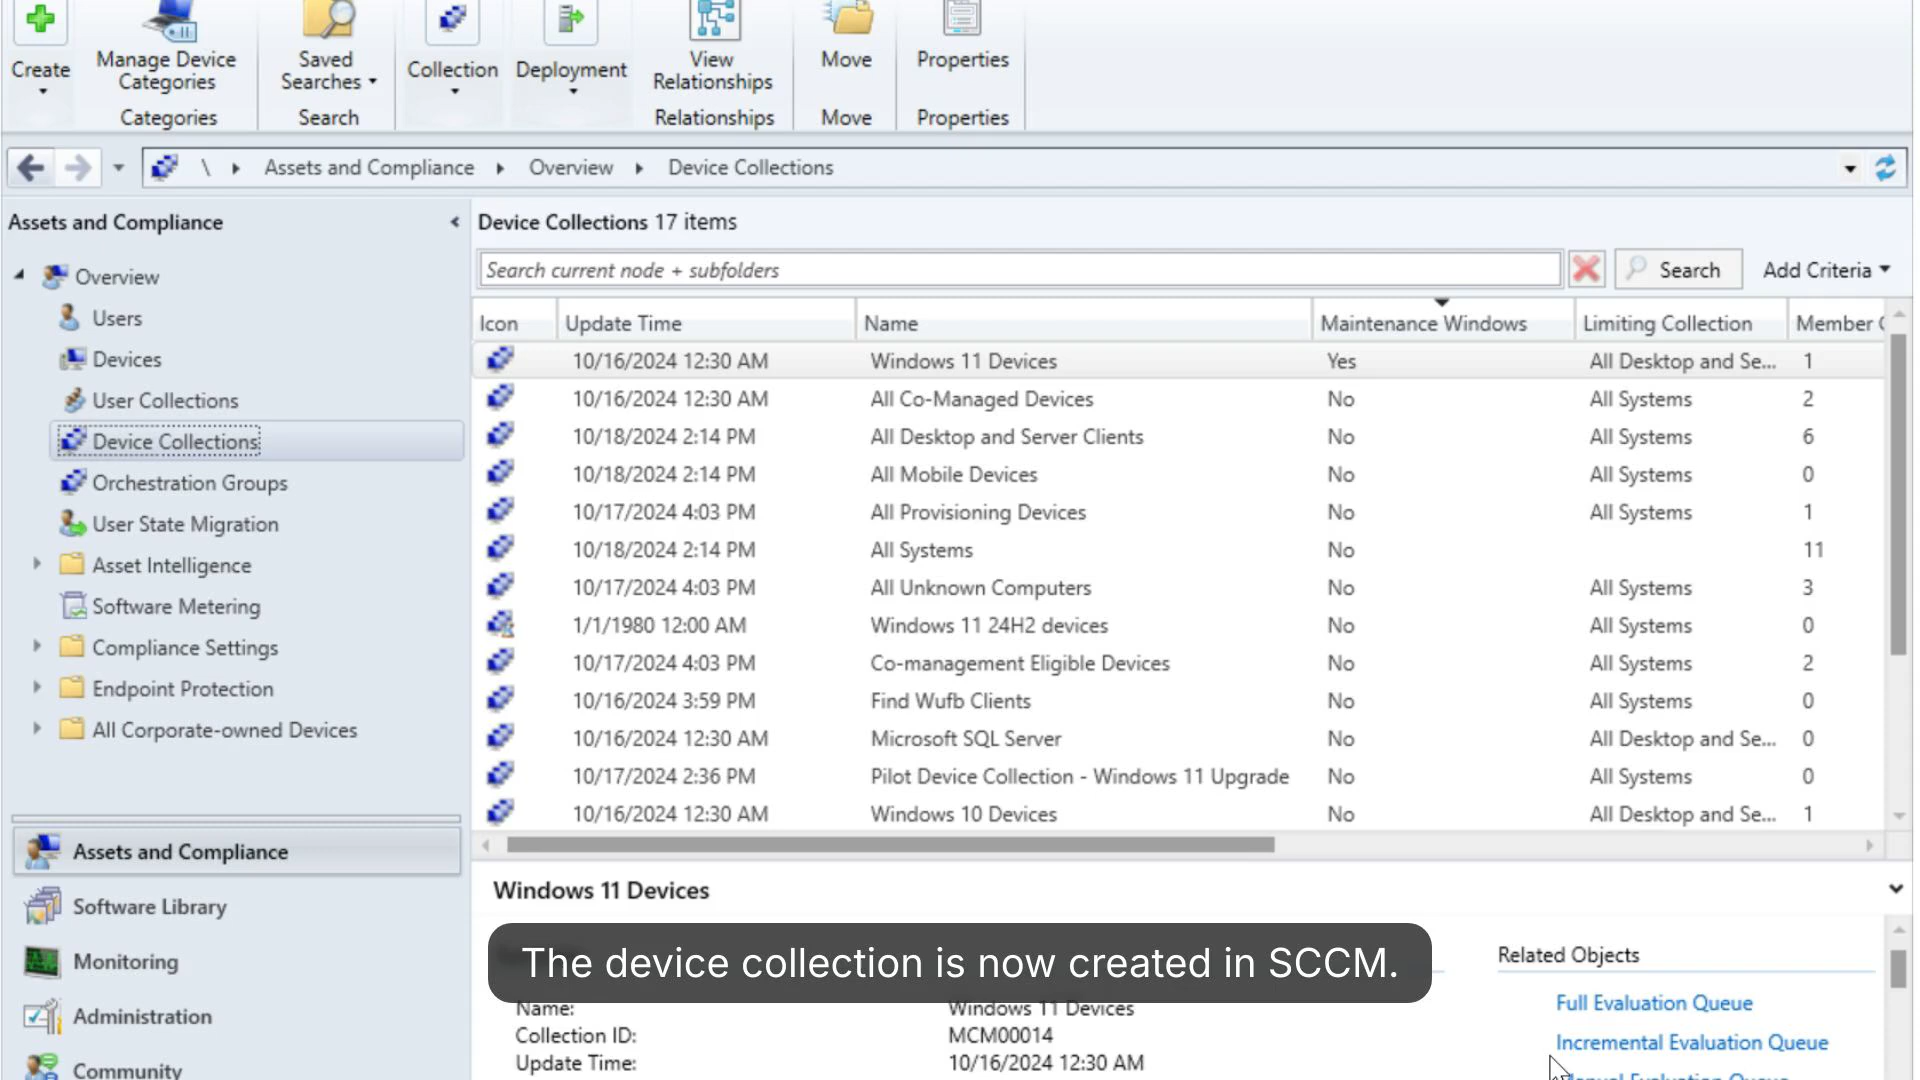 Create
Manage Device Categories
Categories
Saved Searches
Search
Collection
Deployment
View Relationships
Relationships
Move
Move
Properties
Properties
\ Assets and Compliance Overview Device Collections
Assets and Compliance
Overview
Users
Devices
User Collections
Device Collections
Orchestration Groups
User State Migration
Asset Intelligence
Software Metering
Compliance Settings
Endpoint Protection
All Corporate-owned Devices
Assets and Compliance
Software Library
Monitoring
Administration
Community
Device Collections 17 items
Search current node + subfolders
Search
Add Criteria
Icon Update Time Name Maintenance Windows Limiting Collection Member
10/16/2024 12:30 AM Windows 11 Devices Yes All Desktop and Se... 1
10/16/2024 12:30 AM All Co-Managed Devices No All Systems 2
10/18/2024 2:14 PM All Desktop and Server Clients No All Systems 6
10/18/2024 2:14 PM All Mobile Devices No All Systems 0
10/17/2024 4:03 PM All Provisioning Devices No All Systems 1
10/18/2024 2:14 PM All Systems No 11
10/17/2024 4:03 PM All Unknown Computers No All Systems 3
1/1/1980 12:00 AM Windows 11 24H2 devices No All Systems 0
10/17/2024 4:03 PM Co-management Eligible Devices No All Systems 2
10/16/2024 3:59 PM Find Wufb Clients No All Systems 0
10/16/2024 12:30 AM Microsoft SQL Server No All Desktop and Se... 0
10/17/2024 2:36 PM Pilot Device Collection - Windows 11 Upgrade No All Systems 0
10/16/2024 12:30 AM Windows 10 Devices No All Desktop and Se... 1
Windows 11 Devices
The device collection is now created in SCCM.
Name: Windows 11 Devices
Collection ID: MCM00014
Update Time: 10/16/2024 12:30 AM
Related Objects
Full Evaluation Queue
Incremental Evaluation Queue